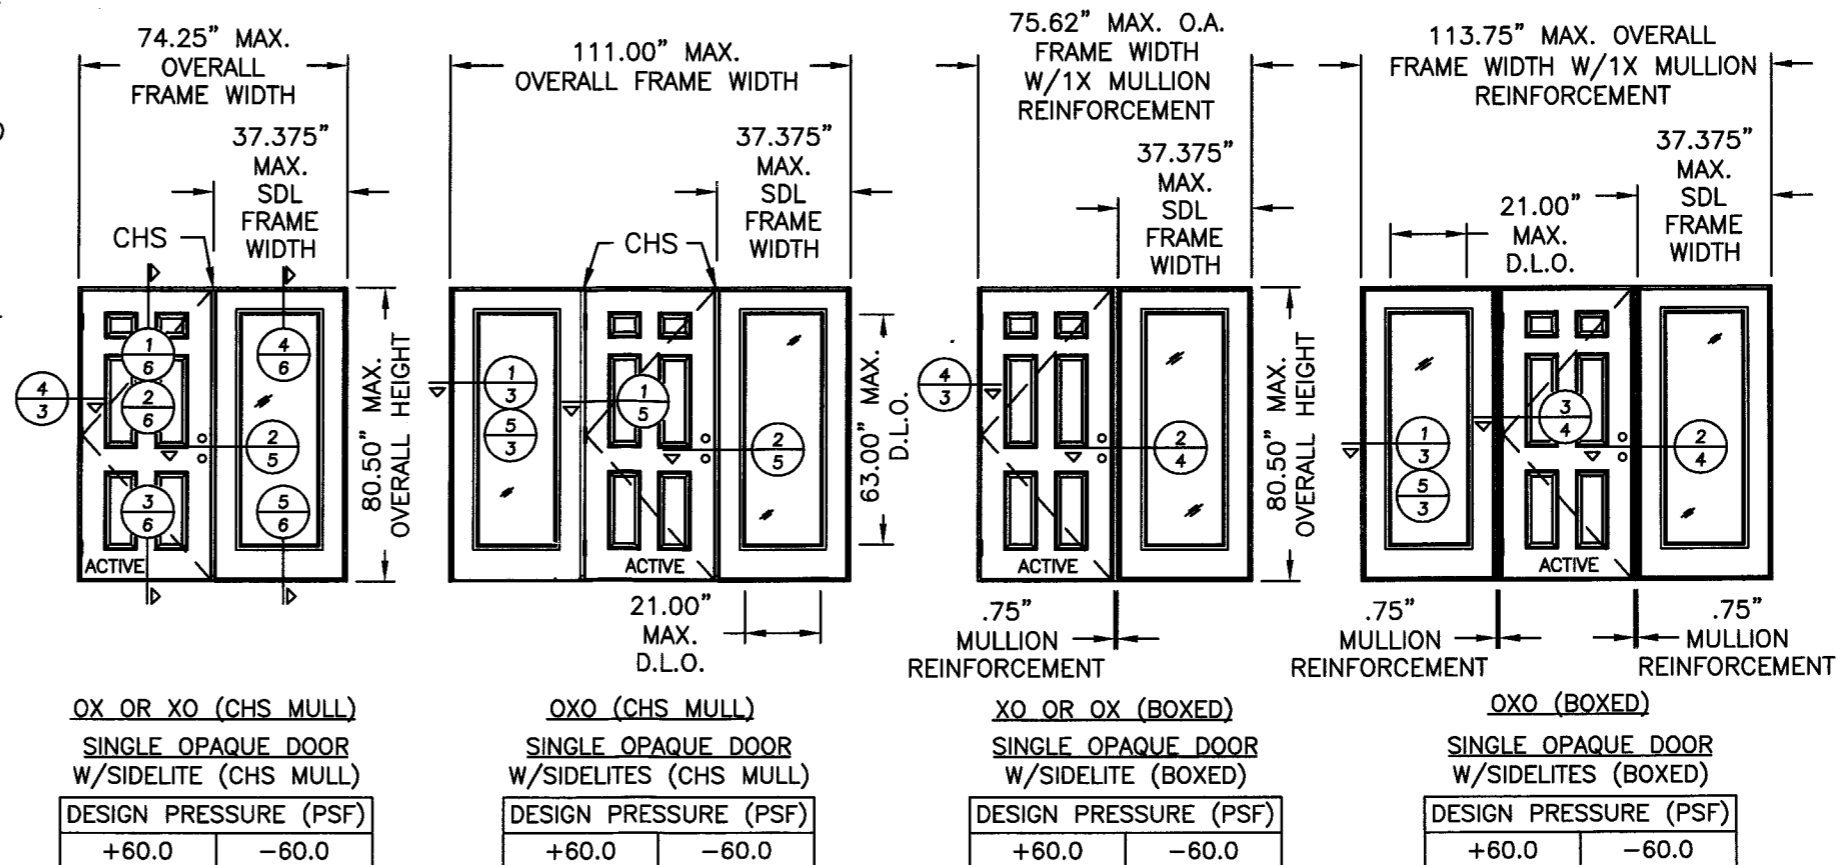 74.25" MAX.
OVERALL
FRAME WIDTH
37.375"
MAX.
SDL
FRAME
WIDTH
CHS
1
6
2
6
3
6
4
6
5
6
2
5
4
3
ACTIVE
80.50" MAX.
OVERALL HEIGHT
OX OR XO (CHS MULL)
SINGLE OPAQUE DOOR
W/SIDELITE (CHS MULL)
DESIGN PRESSURE (PSF)
+60.0 -60.0
111.00" MAX.
OVERALL FRAME WIDTH
37.375"
MAX.
SDL
FRAME
WIDTH
CHS
1
3
5
3
1
5
2
5
ACTIVE
63.00" MAX.
D.L.O.
21.00"
MAX.
D.L.O.
OXO (CHS MULL)
SINGLE OPAQUE DOOR
W/SIDELITES (CHS MULL)
DESIGN PRESSURE (PSF)
+60.0 -60.0
75.62" MAX. O.A.
FRAME WIDTH
W/1X MULLION
REINFORCEMENT
37.375"
MAX.
SDL
FRAME
WIDTH
4
3
2
4
ACTIVE
80.50" MAX.
OVERALL HEIGHT
.75"
MULLION
REINFORCEMENT
XO OR OX (BOXED)
SINGLE OPAQUE DOOR
W/SIDELITE (BOXED)
DESIGN PRESSURE (PSF)
+60.0 -60.0
113.75" MAX. OVERALL
FRAME WIDTH W/1X MULLION
REINFORCEMENT
37.375"
MAX.
SDL
FRAME
WIDTH
21.00"
MAX.
D.L.O.
1
3
5
3
3
4
2
4
ACTIVE
.75"
MULLION
REINFORCEMENT
.75"
MULLION
REINFORCEMENT
OXO (BOXED)
SINGLE OPAQUE DOOR
W/SIDELITES (BOXED)
DESIGN PRESSURE (PSF)
+60.0 -60.0